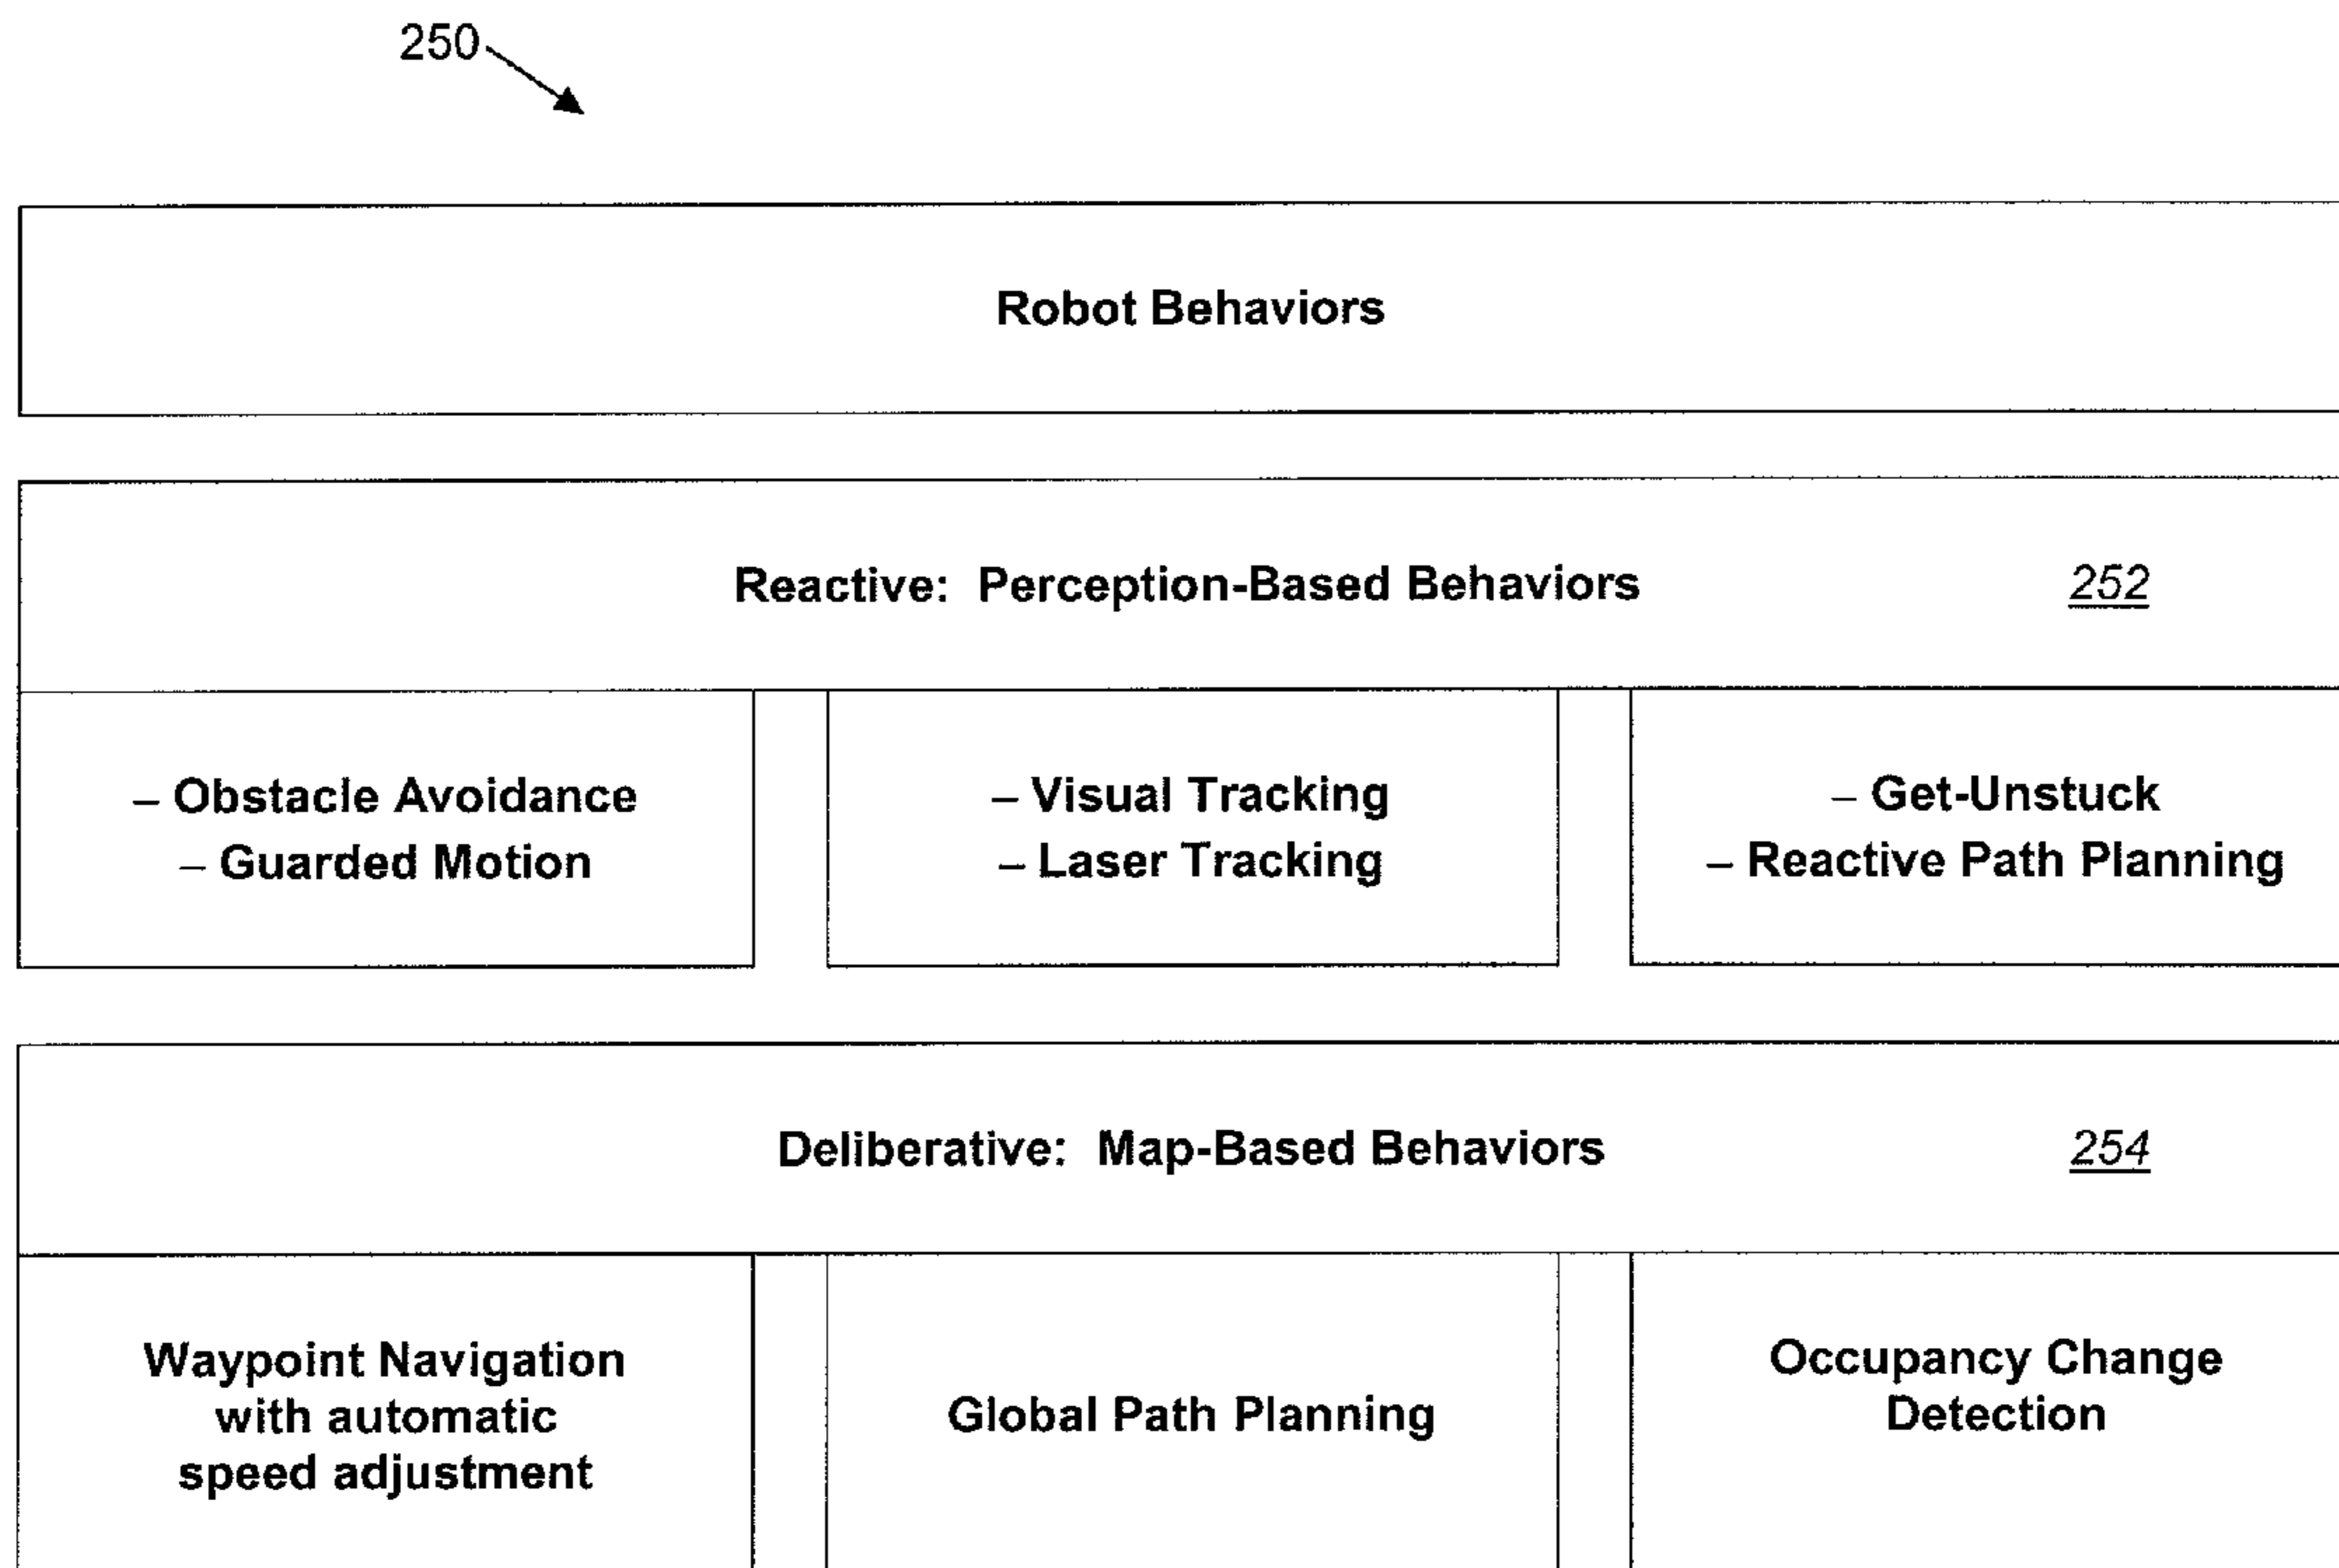 250
Robot Behaviors
Reactive: Perception-Based Behaviors 252
– Obstacle Avoidance
– Guarded Motion
– Visual Tracking
– Laser Tracking
– Get-Unstuck
– Reactive Path Planning
Deliberative: Map-Based Behaviors 254
Waypoint Navigation
with automatic
speed adjustment
Global Path Planning
Occupancy Change
Detection